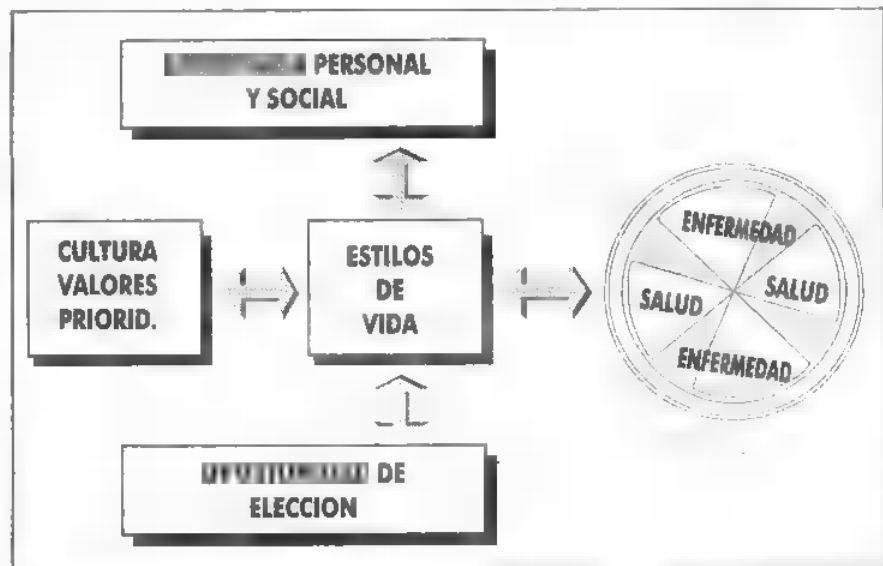 PERSONAL
Y SOCIAL
CULTURA
VALORES
PRIORID.
ESTILOS
DE
VIDA
ENFERMEDAD
SALUD
SALUD
ENFERMEDAD
DE
ELECCION